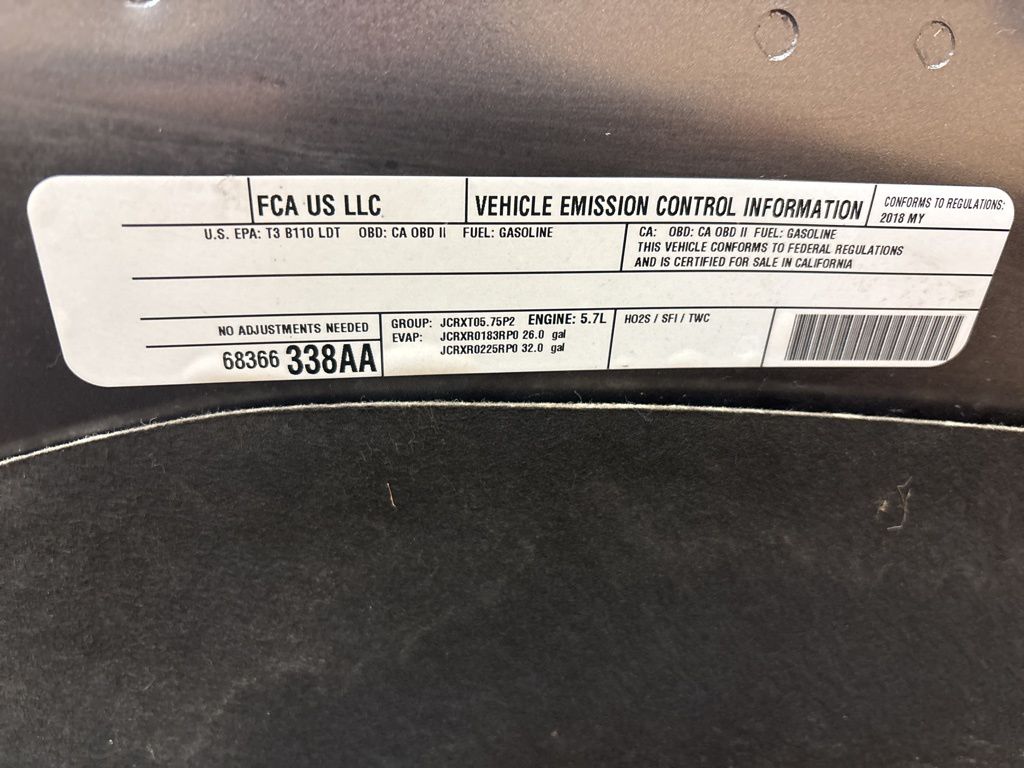 FCA US LLC
VEHICLE EMISSION CONTROL INFORMATION
CONFORMS TO REGULATIONS:
2018 MY
U.S. EPA: T3 B110 LDT OBD: CA OBD II FUEL: GASOLINE
CA: OBD: CA OBD II FUEL: GASOLINE
THIS VEHICLE CONFORMS TO FEDERAL REGULATIONS
AND IS CERTIFIED FOR SALE IN CALIFORNIA
NO ADJUSTMENTS NEEDED
68366 338AA
GROUP: JCRXT05.75P2 ENGINE: 5.7L
EVAP: JCRXR0183RP0 26.0 gal
JCRXR0225RP0 32.0 gal
HO2S / SFI / TWC